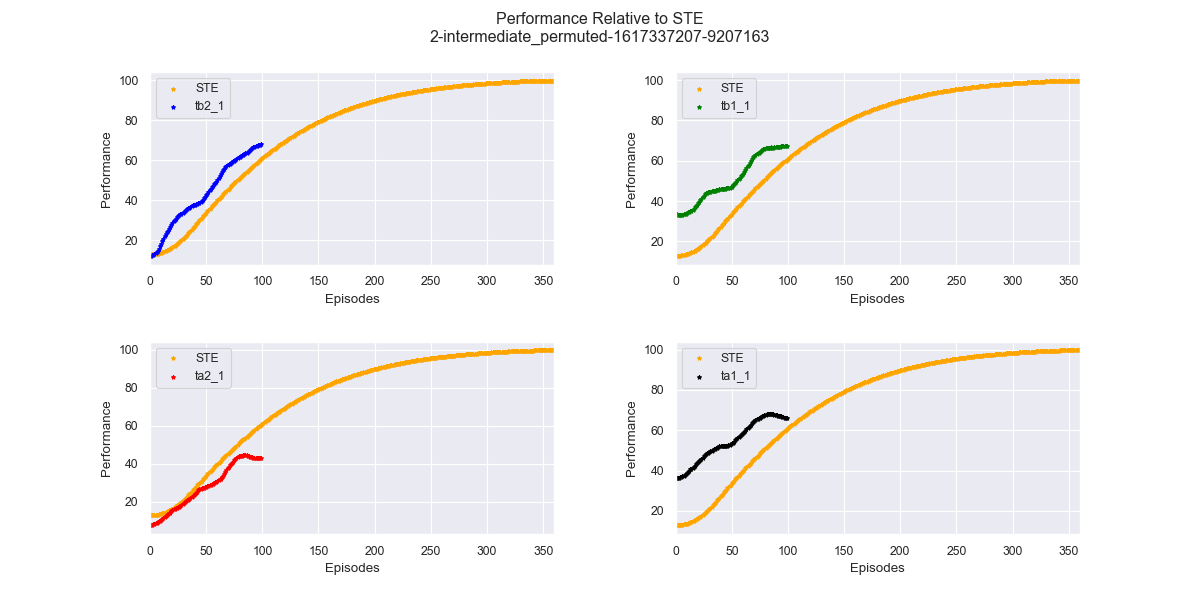 Performance Relative to STE
2-intermediate_permuted-1617337207-9207163
100
80
60
40
20
Performance
STE
tb2_1
0 50 100 150 200 250 300 350
Episodes
100
80
60
40
20
Performance
STE
tb1_1
0 50 100 150 200 250 300 350
Episodes
100
80
60
40
20
Performance
STE
ta2_1
0 50 100 150 200 250 300 350
Episodes
100
80
60
40
20
Performance
STE
ta1_1
0 50 100 150 200 250 300 350
Episodes